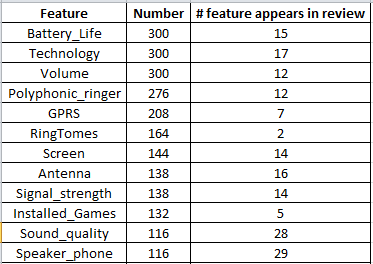 Feature Number # feature appears in review
Battery_Life 300 15
Technology 300 17
Volume 300 12
Polyphonic_ringer 276 12
GPRS 208 7
RingTomes 164 2
Screen 144 14
Antenna 138 16
Signal_strength 138 14
Installed_Games 132 5
Sound_quality 116 28
Speaker_phone 116 29